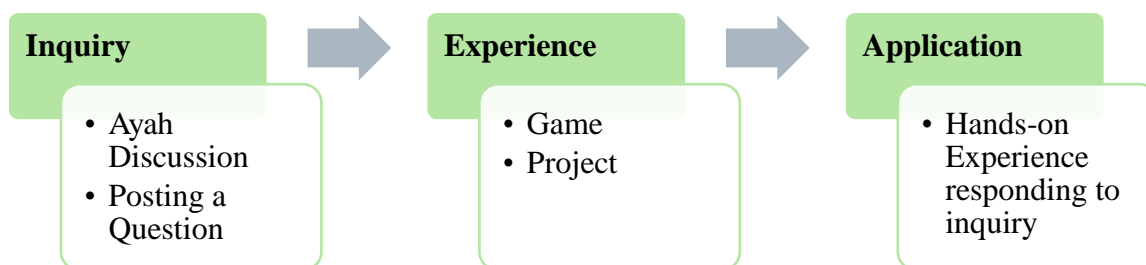 Inquiry
• Ayah
Discussion
• Posting a
Question
Experience
• Game
• Project
Application
• Hands-on
Experience
responding to
inquiry